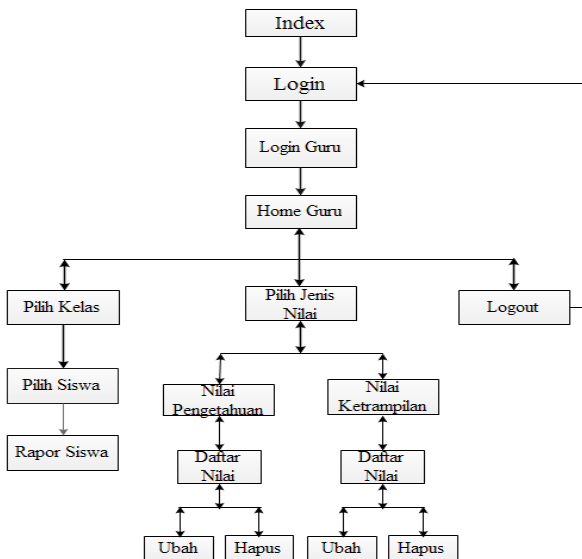 Index
Login
Login Guru
Home Guru
Pilih Kelas
Pilih Jenis
Nilai
Logout
Pilih Siswa
Nilai
Pengetahuan
Nilai
Ketrampilan
Rapor Siswa
Daftar
Nilai
Daftar
Nilai
Ubah
Hapus
Ubah
Hapus